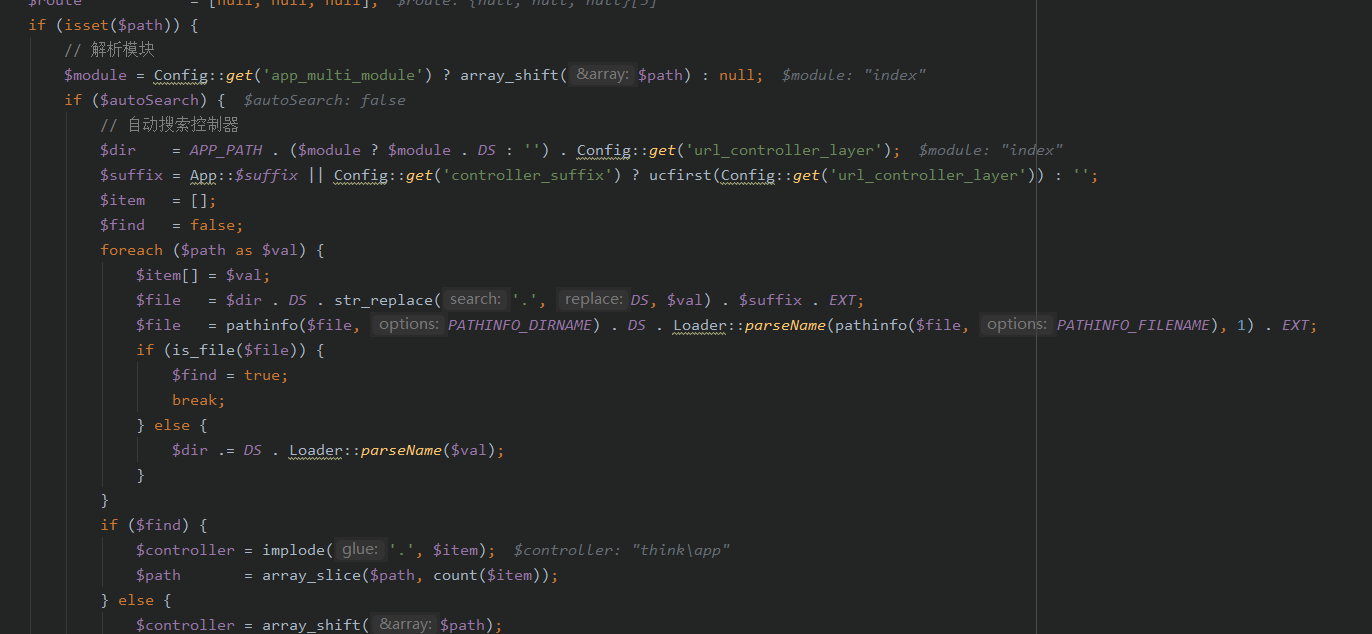 $route            = [null, null, null];  $route: {null, null, null}[3]
if (isset($path)) {
// 解析模块
$module = Config::get('app_multi_module') ? array_shift( &array: $path) : null;  $module: "index"
if ($autoSearch) {  $autoSearch: false
// 自动搜索控制器
$dir    = APP_PATH . ($module ? $module . DS : '') . Config::get('url_controller_layer');  $module: "index"
$suffix = App::$suffix || Config::get('controller_suffix') ? ucfirst(Config::get('url_controller_layer')) : '';
$item   = [];
$find   = false;
foreach ($path as $val) {
$item[] = $val;
$file   = $dir . DS . str_replace( search: '.', replace: DS, $val) . $suffix . EXT;
$file   = pathinfo($file, options: PATHINFO_DIRNAME) . DS . Loader::parseName(pathinfo($file, options: PATHINFO_FILENAME), 1) . EXT;
if (is_file($file)) {
$find = true;
break;
} else {
$dir .= DS . Loader::parseName($val);
}
}
if ($find) {
$controller = implode( glue: '.', $item);  $controller: "think\app"
$path       = array_slice($path, count($item));
} else {
$controller = array_shift( &array: $path);